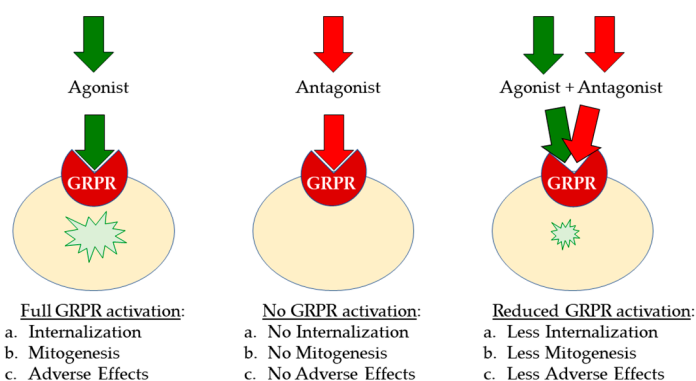 Agonist
Antagonist
Agonist + Antagonist
GRPR
GRPR
GRPR
Full GRPR activation:
a. Internalization
b. Mitogenesis
c. Adverse Effects
No GRPR activation:
a. No Internalization
b. No Mitogenesis
c. No Adverse Effects
Reduced GRPR activation:
a. Less Internalization
b. Less Mitogenesis
c. Less Adverse Effects